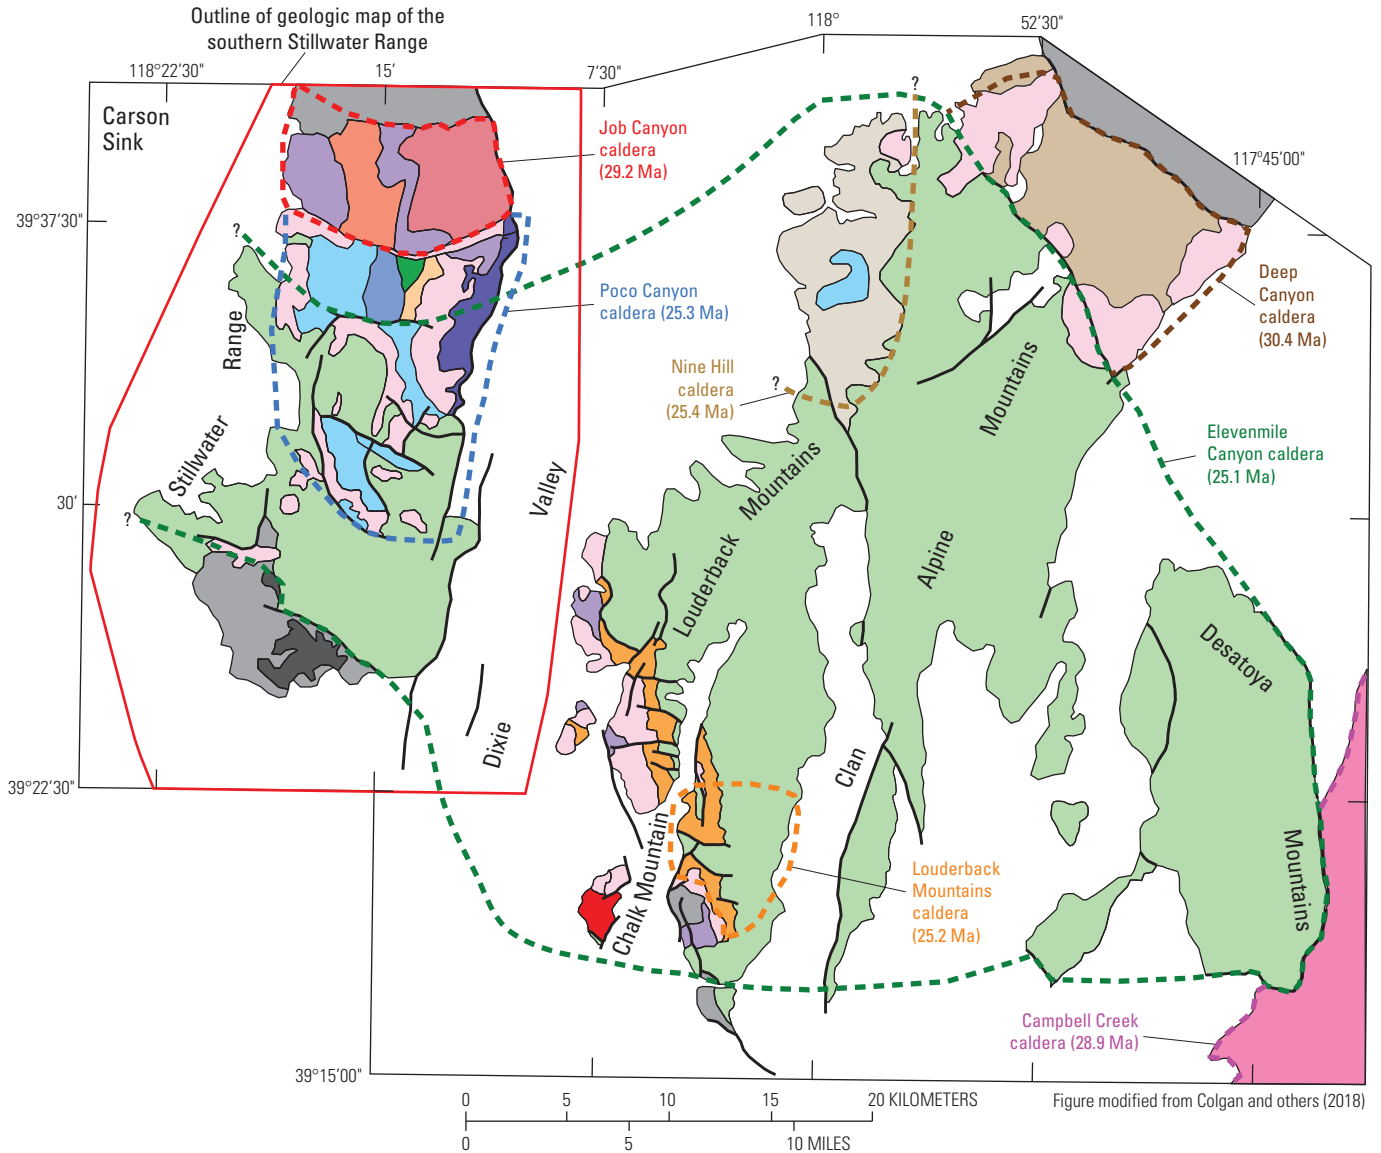 Outline of geologic map of the
southern Stillwater Range
118°
52'30"
118°22'30"
15'
7'30"
Carson
Sink
Job Canyon
caldera
(29.2 Ma)
?
117°45'00"
39°37'30"
?
Range
Poco Canyon
caldera (25.3 Ma)
Deep
Canyon
caldera
(30.4 Ma)
Nine Hill
caldera
(25.4 Ma)
?
Mountains
Elevenmile
Canyon caldera
(25.1 Ma)
Stillwater
Valley
Mountains
30'
?
Louderback
Alpine
Desatoya
Dixie
Clan
39°22'30"
Chalk Mountain
Mountains
Louderback
Mountains
caldera
(25.2 Ma)
Campbell Creek
caldera (28.9 Ma)
39°15'00"
0 5 10 15 20 KILOMETERS
0 5 10 MILES
Figure modified from Colgan and others (2018)